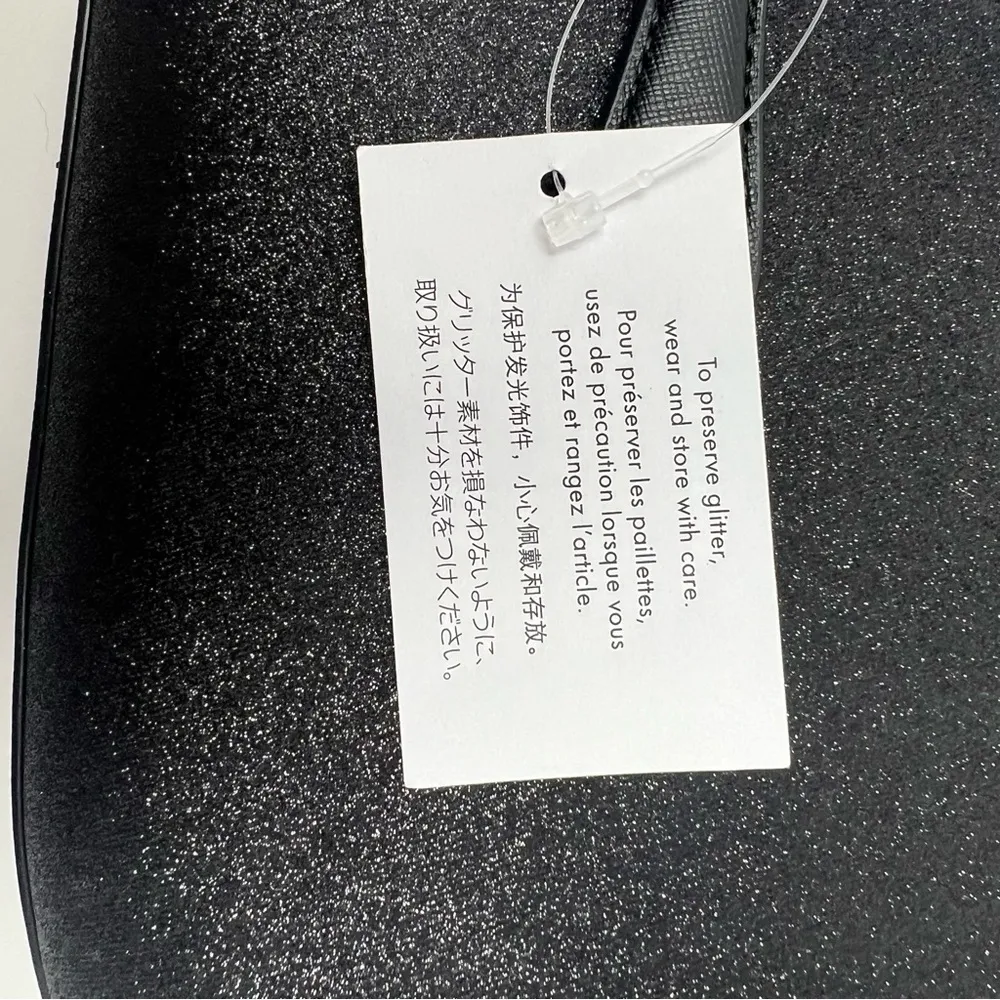 To preserve glitter,
wear and store with care.
Pour préserver les paillettes,
usez de précaution lorsque vous
portez et rangez l'article.
为保护发光饰件，小心佩戴和存放。
グリッター素材を損なわないように、
取り扱いには十分お気をつけください。